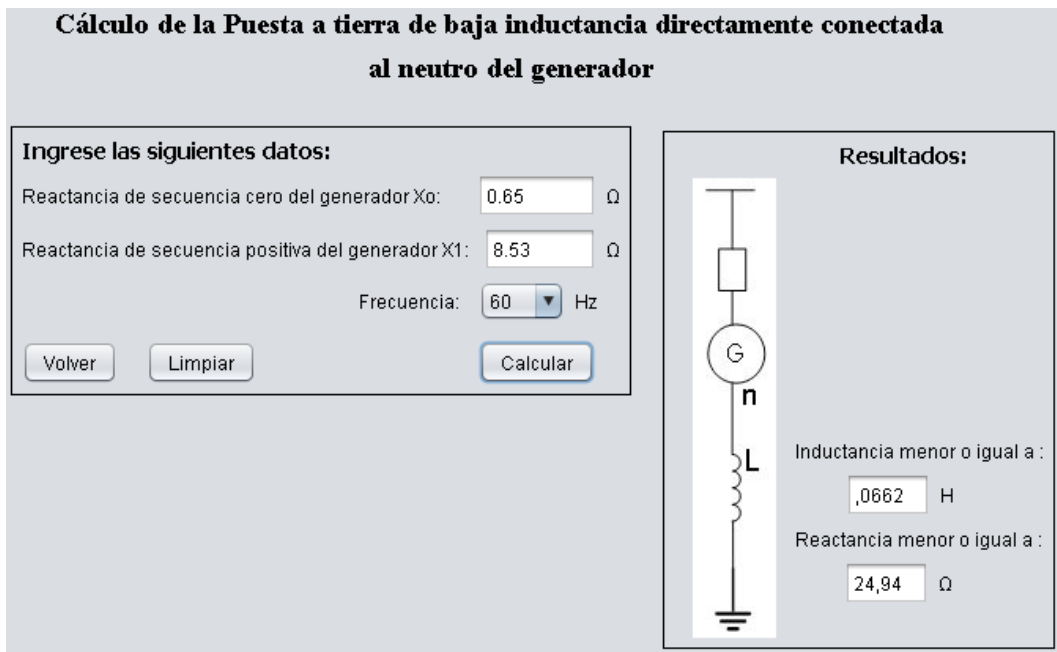 Cálculo de la Puesta a tierra de baja inductancia directamente conectada
al neutro del generador
Ingrese las siguientes datos:
Reactancia de secuencia cero del generador Xo: 0.65 Ω
Reactancia de secuencia positiva del generador X1: 8.53 Ω
Frecuencia: 60 Hz
Volver Limpiar Calcular
Resultados:
G
n
L
Inductancia menor o igual a :
,0662 H
Reactancia menor o igual a :
24,94 Ω